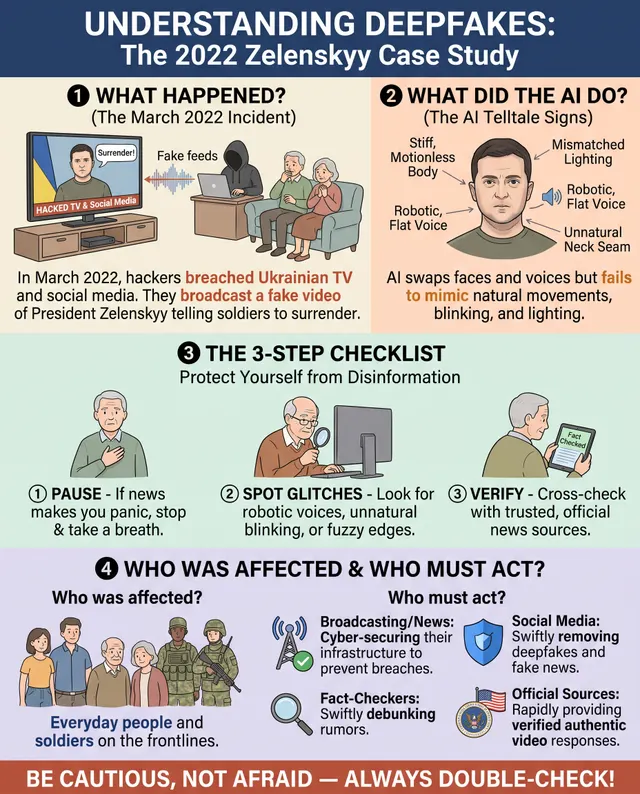 UNDERSTANDING DEEPFAKES:
The 2022 Zelenskyy Case Study
1 WHAT HAPPENED?
(The March 2022 Incident)
Surrender!
HACKED TV & Social Media
Fake feeds
In March 2022, hackers breached Ukrainian TV
and social media. They broadcast a fake video
of President Zelenskyy telling soldiers to surrender.
2 WHAT DID THE AI DO?
(The AI Telltale Signs)
Stiff,
Motionless
Body
Mismatched
Lighting
Robotic,
Flat Voice
Robotic,
Flat Voice
Unnatural
Neck Seam
AI swaps faces and voices but fails
to mimic natural movements,
blinking, and lighting.
3 THE 3-STEP CHECKLIST
Protect Yourself from Disinformation
Fact
Checked
1 PAUSE - If news
makes you panic, stop
& take a breath.
2 SPOT GLITCHES - Look for
robotic voices, unnatural
blinking, or fuzzy edges.
3 VERIFY - Cross-check
with trusted, official
news sources.
4 WHO WAS AFFECTED & WHO MUST ACT?
Who was affected?
Everyday people and
soldiers on the frontlines.
Who must act?
Broadcasting/News:
Cyber-securing their
infrastructure to
prevent breaches.
Social Media:
Swiftly removing
deepfakes and
fake news.
Fact-Checkers:
Swiftly debunking
rumors.
Official Sources:
Rapidly providing
verified authentic
video responses.
BE CAUTIOUS, NOT AFRAID — ALWAYS DOUBLE-CHECK!